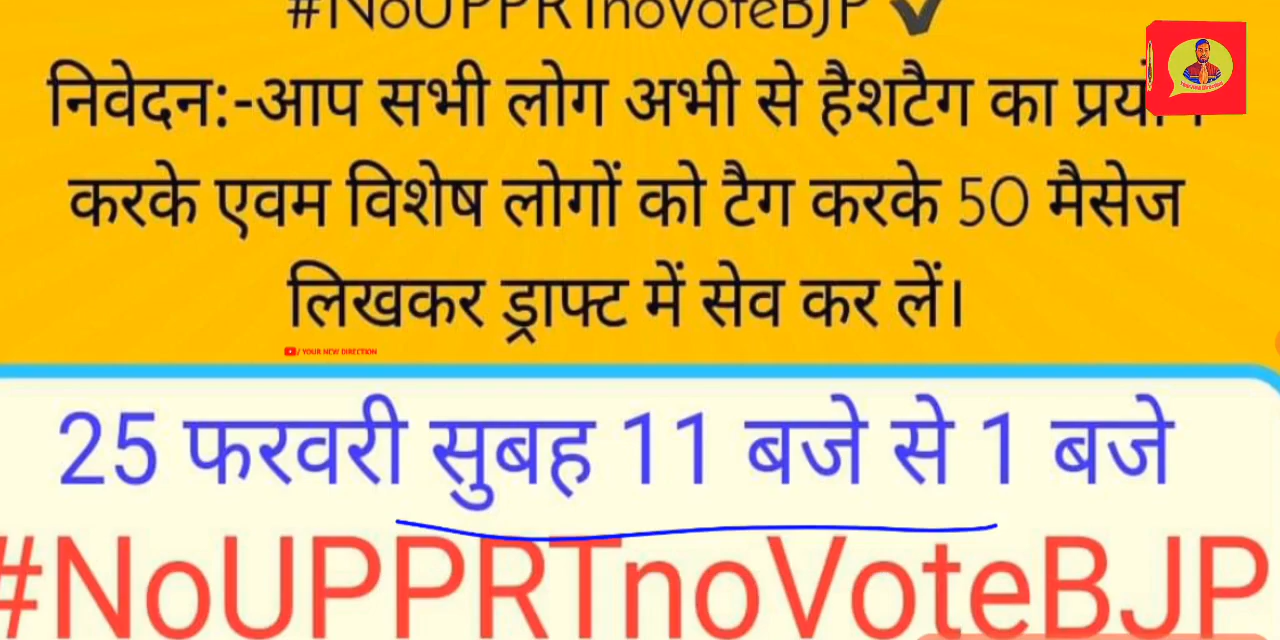 #NoUPPRTnoVoteBJP ✔
निवेदन:-आप सभी लोग अभी से हैशटैग का
करके एवम विशेष लोगों को टैग करके 50 मैसेज
लिखकर ड्राफ्ट में सेव कर लें।
/ YOUR NEW DIRECTION
25 फरवरी सुबह 11 बजे से 1 बजे
#NoUPPRTnoVoteBJP